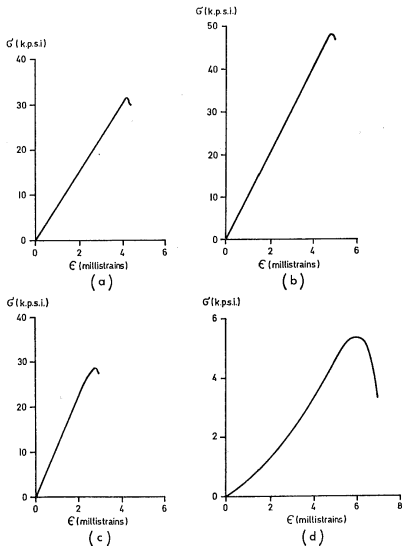 σ (k.p.s.i)
40
30
20
10
0
0 2 4 6
ϵ (millistrains)
(a)
σ (k.p.s.i.)
50
40
30
20
10
0
0 2 4 6
ϵ (millistrains)
(b)
σ (k.p.s.i.)
40
30
20
10
0
0 2 4 6
ϵ (millistrains)
(c)
σ (k.p.s.i.)
6
4
2
0
0 2 4 6 8
ϵ (millistrains)
(d)